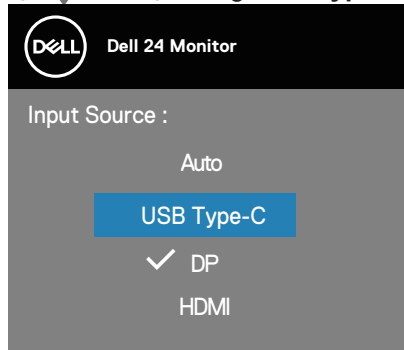 DELL
Dell 24 Monitor
Input Source :
Auto
USB Type-C
DP
HDMI